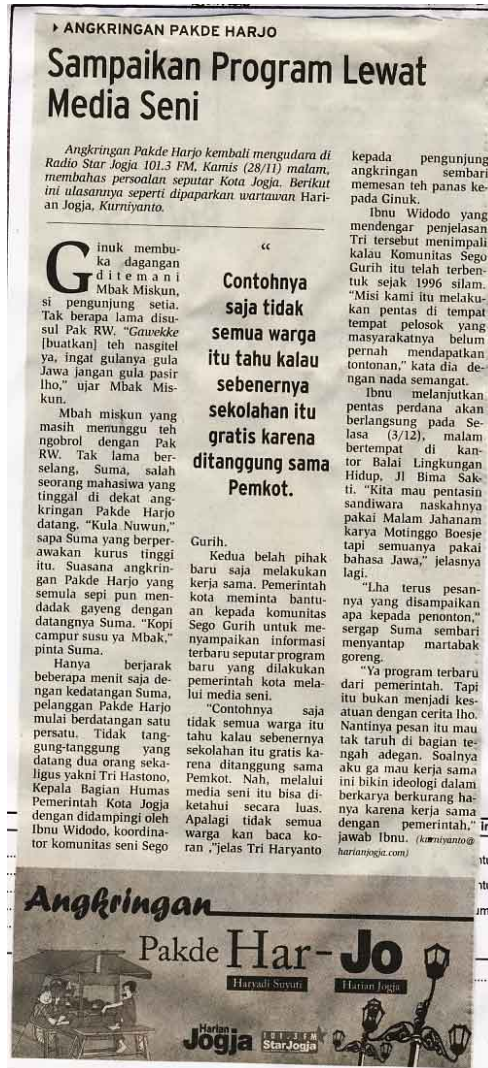 ANGKRINGAN PAKDE HARJO
Sampaikan Program Lewat
Media Seni
Angkringan Pakde Harjo kembali mengudara di
Radio Star Jogja 101.3 FM, Kamis (28/11) malam,
membahas persoalan seputar Kota Jogja. Berikut
ini ulasannya seperti dipaparkan wartawan Hari-
an Jogja, Kurniyanto.
Ginuk membu-
ka dagangan
ditemani
Mbak Miskun,
si pengunjung setia.
Tak berapa lama disu-
sul Pak RW. “Gawekke
[buatkan] teh nasgitel
ya, ingat gulanya gula
Jawa jangan gula pasir
lho,” ujar Mbak Mis-
kun.
Mbah miskun yang
masih menunggu teh
ngobrol dengan Pak
RW. Tak lama ber-
selang, Suma, salah
seorang mahasiwa yang
tinggal di dekat ang-
kringan Pakde Harjo
datang. “Kula Nuwun,”
sapa Suma yang berper-
awakan kurus tinggi
itu. Suasana angkrin-
gan Pakde Harjo yang
semula sepi pun men-
dadak gayeng dengan
datangnya Suma. “Kopi
campur susu ya Mbak,”
pinta Suma.
Hanya berjarak
beberapa menit saja de-
ngan kedatangan Suma,
pelanggan Pakde Harjo
mulai berdatangan satu
persatu. Tidak tang-
gung-tanggung yang
datang dua orang seka-
ligus yakni Tri Hastono,
Kepala Bagian Humas
Pemerintah Kota Jogja
dengan didampingi oleh
Ibnu Widodo, koordina-
tor komunitas seni Sego
“
Contohnya
saja tidak
semua warga
itu tahu kalau
sebenernya
sekolahan itu
gratis karena
ditanggung sama
Pemkot.
Gurih.
Kedua belah pihak
baru saja melakukan
kerja sama. Pemerintah
kota meminta bantu-
an kepada komunitas
Sego Gurih untuk me-
nyampaikan informasi
terbaru seputar program
baru yang dilakukan
pemerintah kota mela-
lui media seni.
“Contohnya saja
tidak semua warga itu
tahu kalau sebenernya
sekolahan itu gratis ka-
rena ditanggung sama
Pemkot. Nah, melalui
media seni itu bisa di-
ketahui secara luas.
Apalagi tidak semua
warga kan baca ko-
ran ,”jelas Tri Haryanto
kepada pengunjung
angkringan sembari
memesan teh panas ke-
pada Ginuk.
Ibnu Widodo yang
mendengar penjelasan
Tri tersebut menimpali
kalau Komunitas Sego
Gurih itu telah terben-
tuk sejak 1996 silam.
“Misi kami itu melaku-
kan pentas di tempat
tempat pelosok yang
masyarakatnya belum
pernah mendapatkan
tontonan,” kata dia de-
ngan nada semangat.
Ibnu melanjutkan
pentas perdana akan
berlangsung pada Se-
lasa (3/12), malam
bertempat di kan-
tor Balai Lingkungan
Hidup, Jl Bima Sak-
ti. “Kita mau pentasin
sandiwara naskahnya
pakai Malam Jahanam
karya Motinggo Boesje
tapi semuanya pakai
bahasa Jawa,” jelasnya
lagi.
“Lha terus pesan-
nya yang disampaikan
apa kepada penonton,”
sergap Suma sembari
menyantap martabak
goreng.
“Ya program terbaru
dari pemerintah. Tapi
itu bukan menjadi kes-
atuan dengan cerita lho.
Nantinya pesan itu mau
tak taruh di bagian te-
ngah adegan. Soalnya
aku ga mau kerja sama
ini bikin ideologi dalam
berkarya berkurang ha-
nya karena kerja sama
dengan pemerintah,”
jawab Ibnu. (kurniyanto@
harianjogja.com)
Angkringan
Pakde Har-Jo
Haryadi Suyuti Harian Jogja
Harian
Jogja
101.3 FM
StarJogja